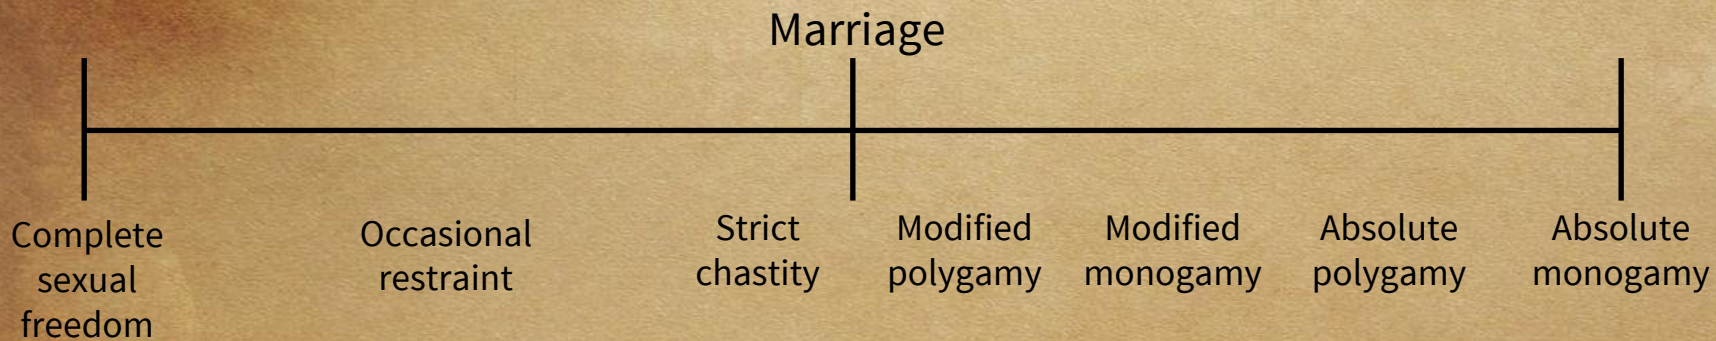 Marriage
Complete
sexual
freedom
Occasional
restraint
Strict
chastity
Modified
polygamy
Modified
monogamy
Absolute
polygamy
Absolute
monogamy